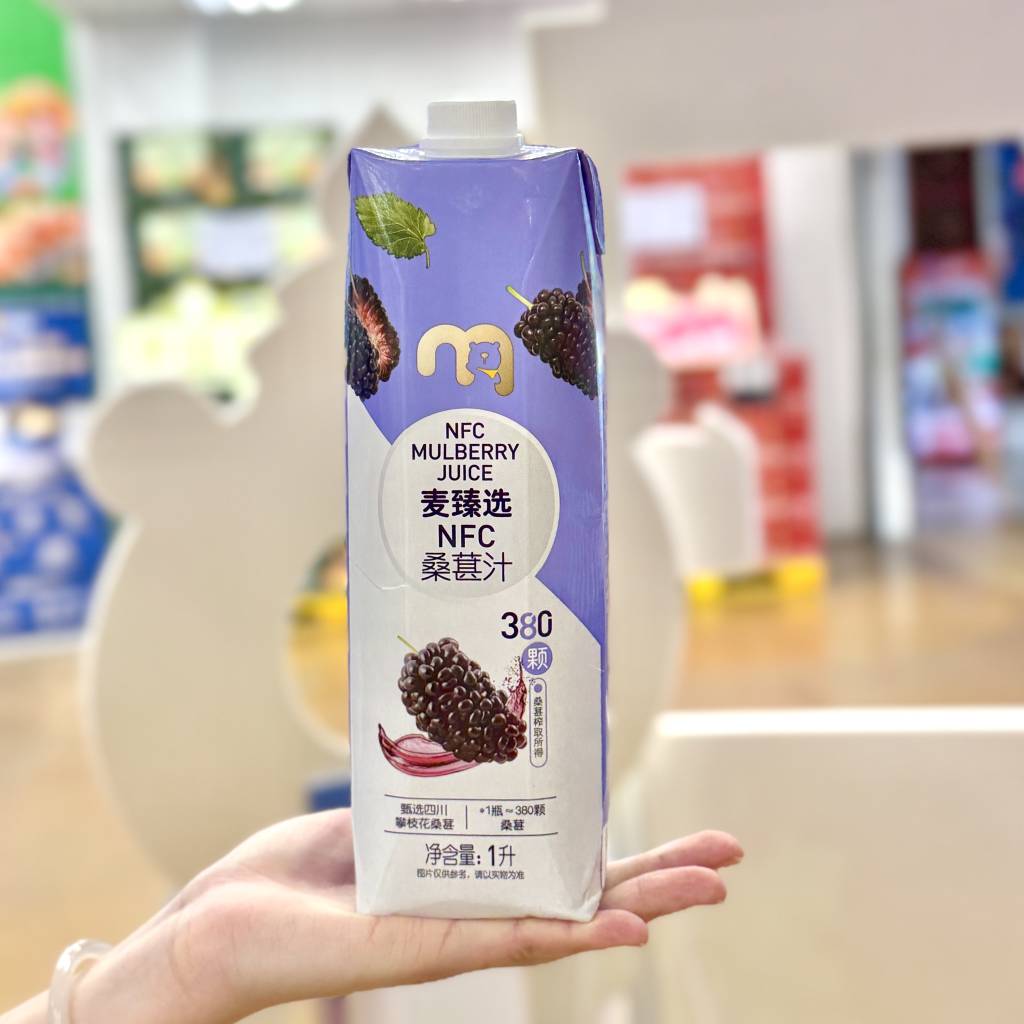 NFC
MULBERRY
JUICE
麦臻选
NFC
桑葚汁
380
颗
桑葚榨取所得
甄选四川
攀枝花桑葚
*1瓶≈380颗
桑葚
净含量:1升
图片仅供参考,请以实物为准